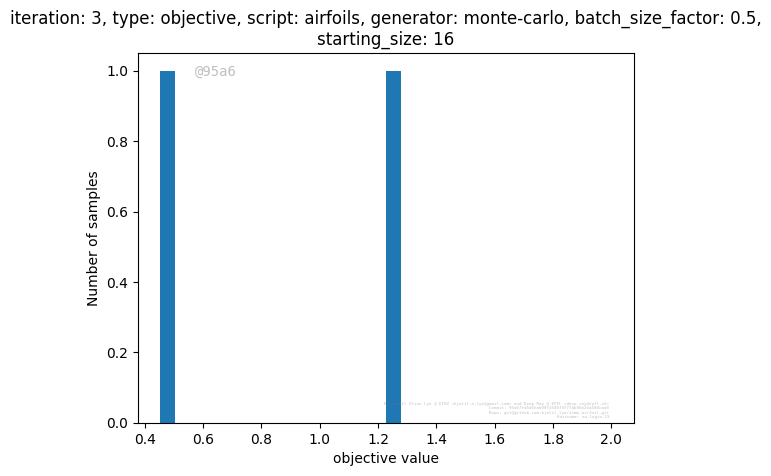 iteration: 3, type: objective, script: airfoils, generator: monte-carlo, batch_size_factor: 0.5,
starting_size: 16
@95a6
1.0
0.8
0.6
0.4
0.2
0.0
Number of samples
0.4 0.6 0.8 1.0 1.2 1.4 1.6 1.8 2.0
objective value